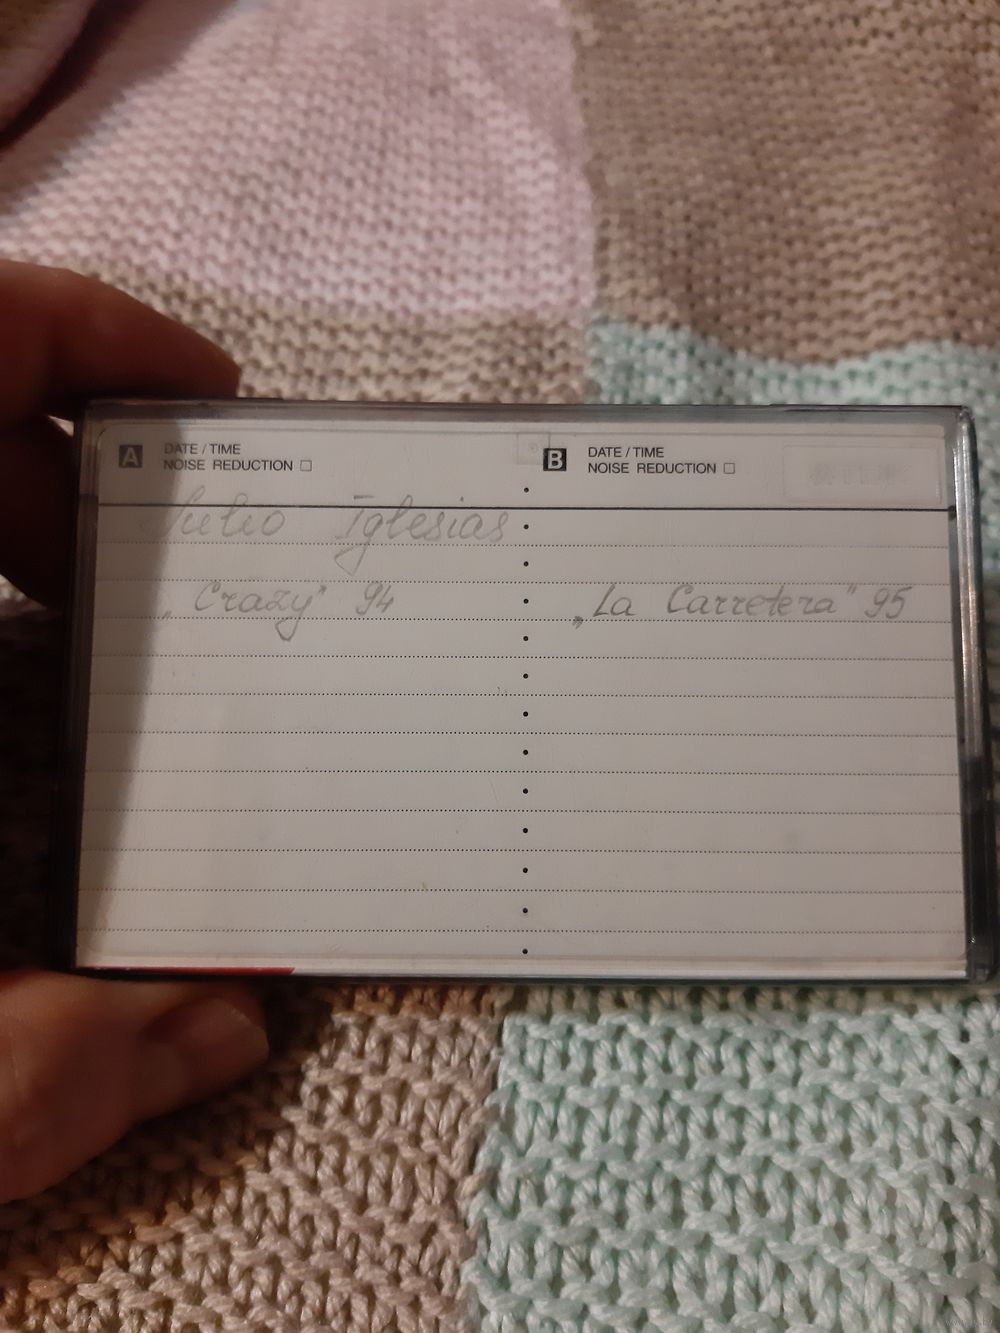 A DATE / TIME
NOISE REDUCTION
Julio Iglesias
„Crazy" 94
B DATE / TIME
NOISE REDUCTION
„La Carretera" 95